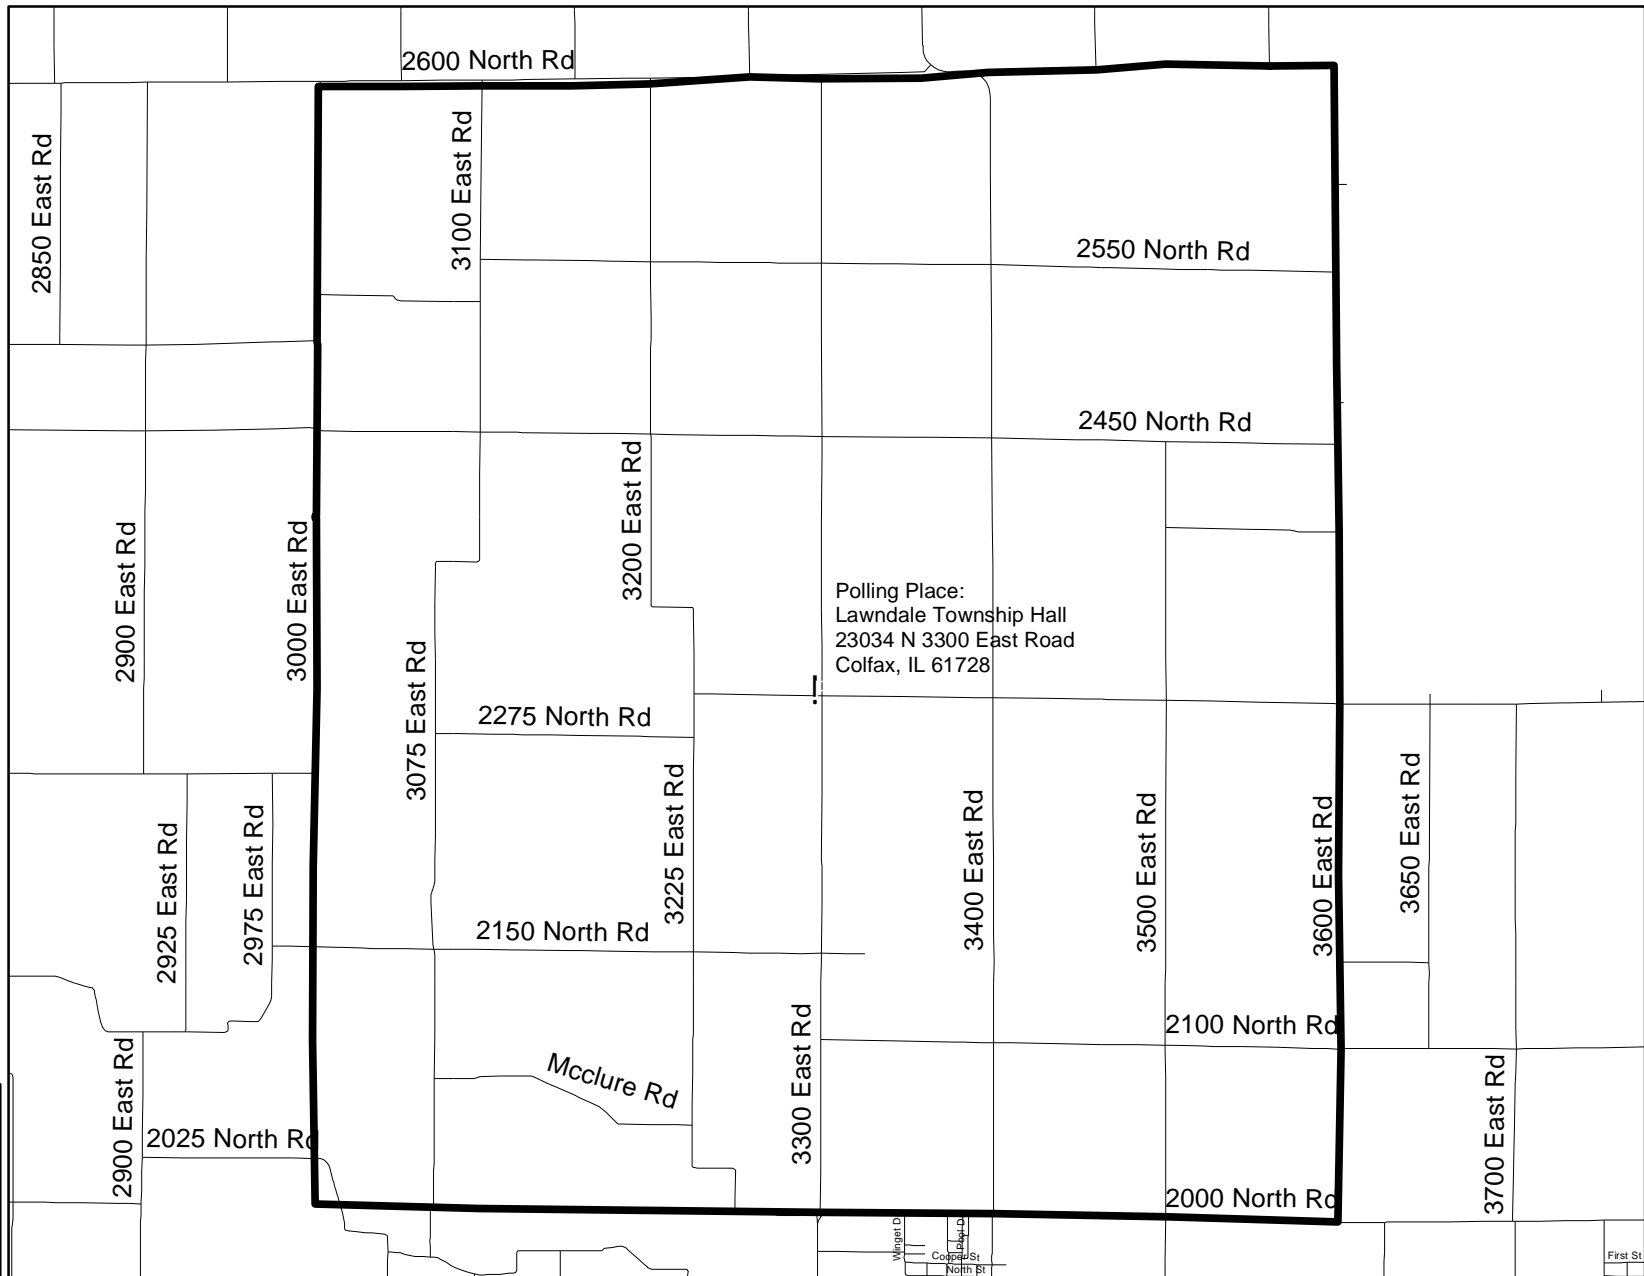 2600 North Rd
2850 East Rd
3100 East Rd
2550 North Rd
2450 North Rd
2900 East Rd
3000 East Rd
3200 East Rd
Polling Place:
Lawndale Township Hall
23034 N 3300 East Road
Colfax, IL 61728
!
3075 East Rd
2275 North Rd
2925 East Rd
2975 East Rd
3225 East Rd
3400 East Rd
3500 East Rd
3600 East Rd
3650 East Rd
2150 North Rd
2100 North Rd
Mcclure Rd
3300 East Rd
2900 East Rd
2025 North Rd
3700 East Rd
2000 North Rd
Winget D
Pool D
Cooper St
North St
First St